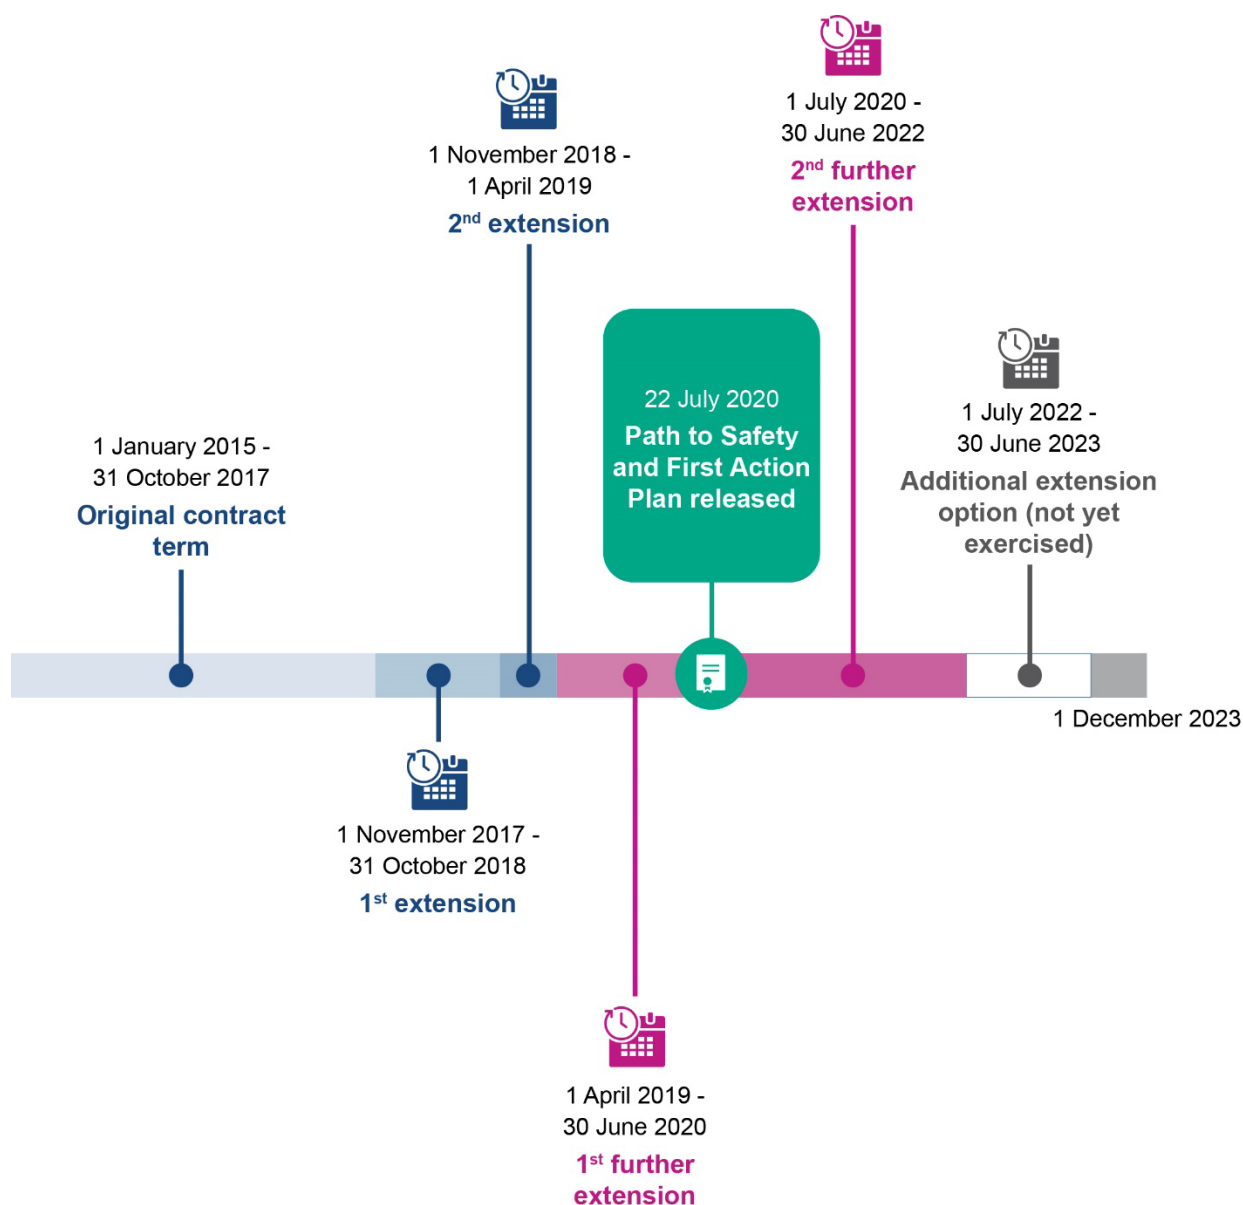 1 July 2020 -
30 June 2022
2nd further
extension
1 November 2018 -
1 April 2019
2nd extension
22 July 2020
Path to Safety
and First Action
Plan released
1 July 2022 -
30 June 2023
Additional extension
option (not yet
exercised)
1 January 2015 -
31 October 2017
Original contract
term
1 December 2023
1 November 2017 -
31 October 2018
1st extension
1 April 2019 -
30 June 2020
1st further
extension